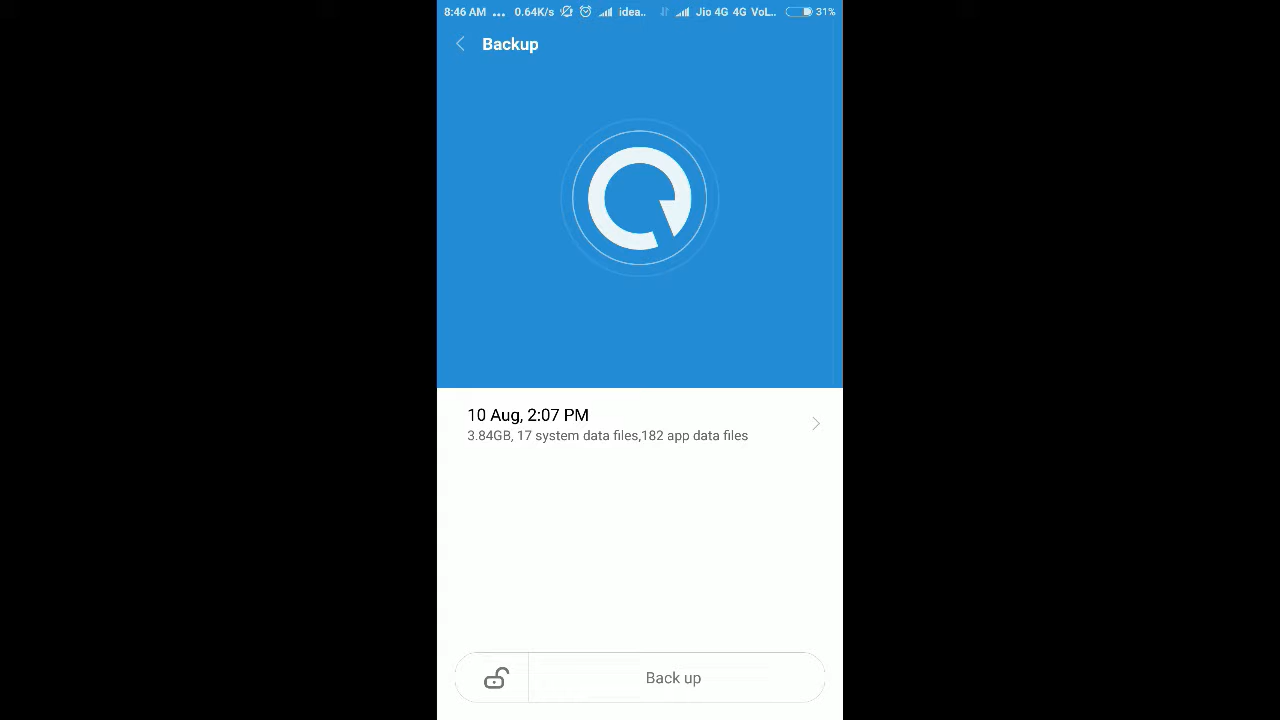 8:46 AM ... 0.64K/s idea.. Jio 4G 4G VoL.. 31%
Backup
10 Aug, 2:07 PM
3.84GB, 17 system data files,182 app data files
Back up